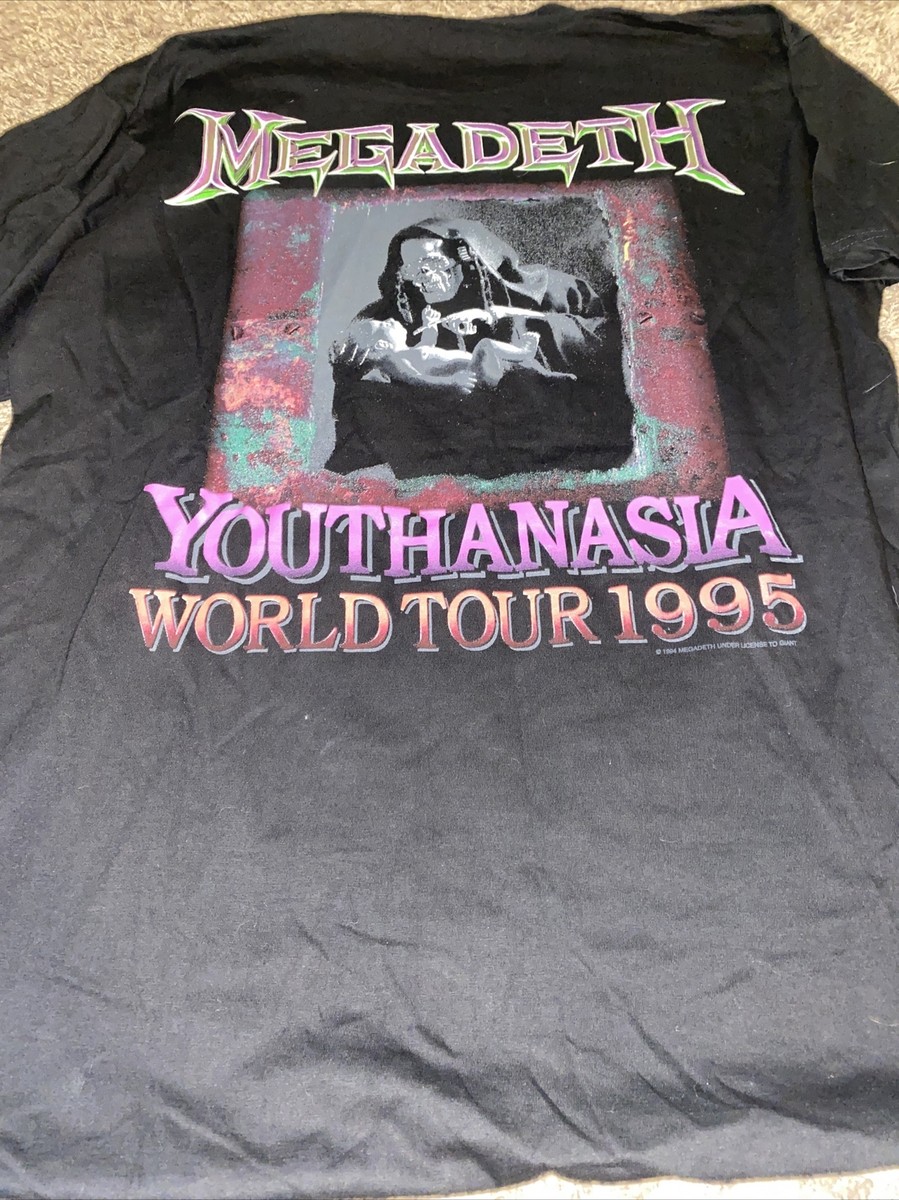 MEGADETH
YOUTHANASIA
WORLD TOUR 1995
© 1994 MEGADETH UNDER LICENSE TO GIANT